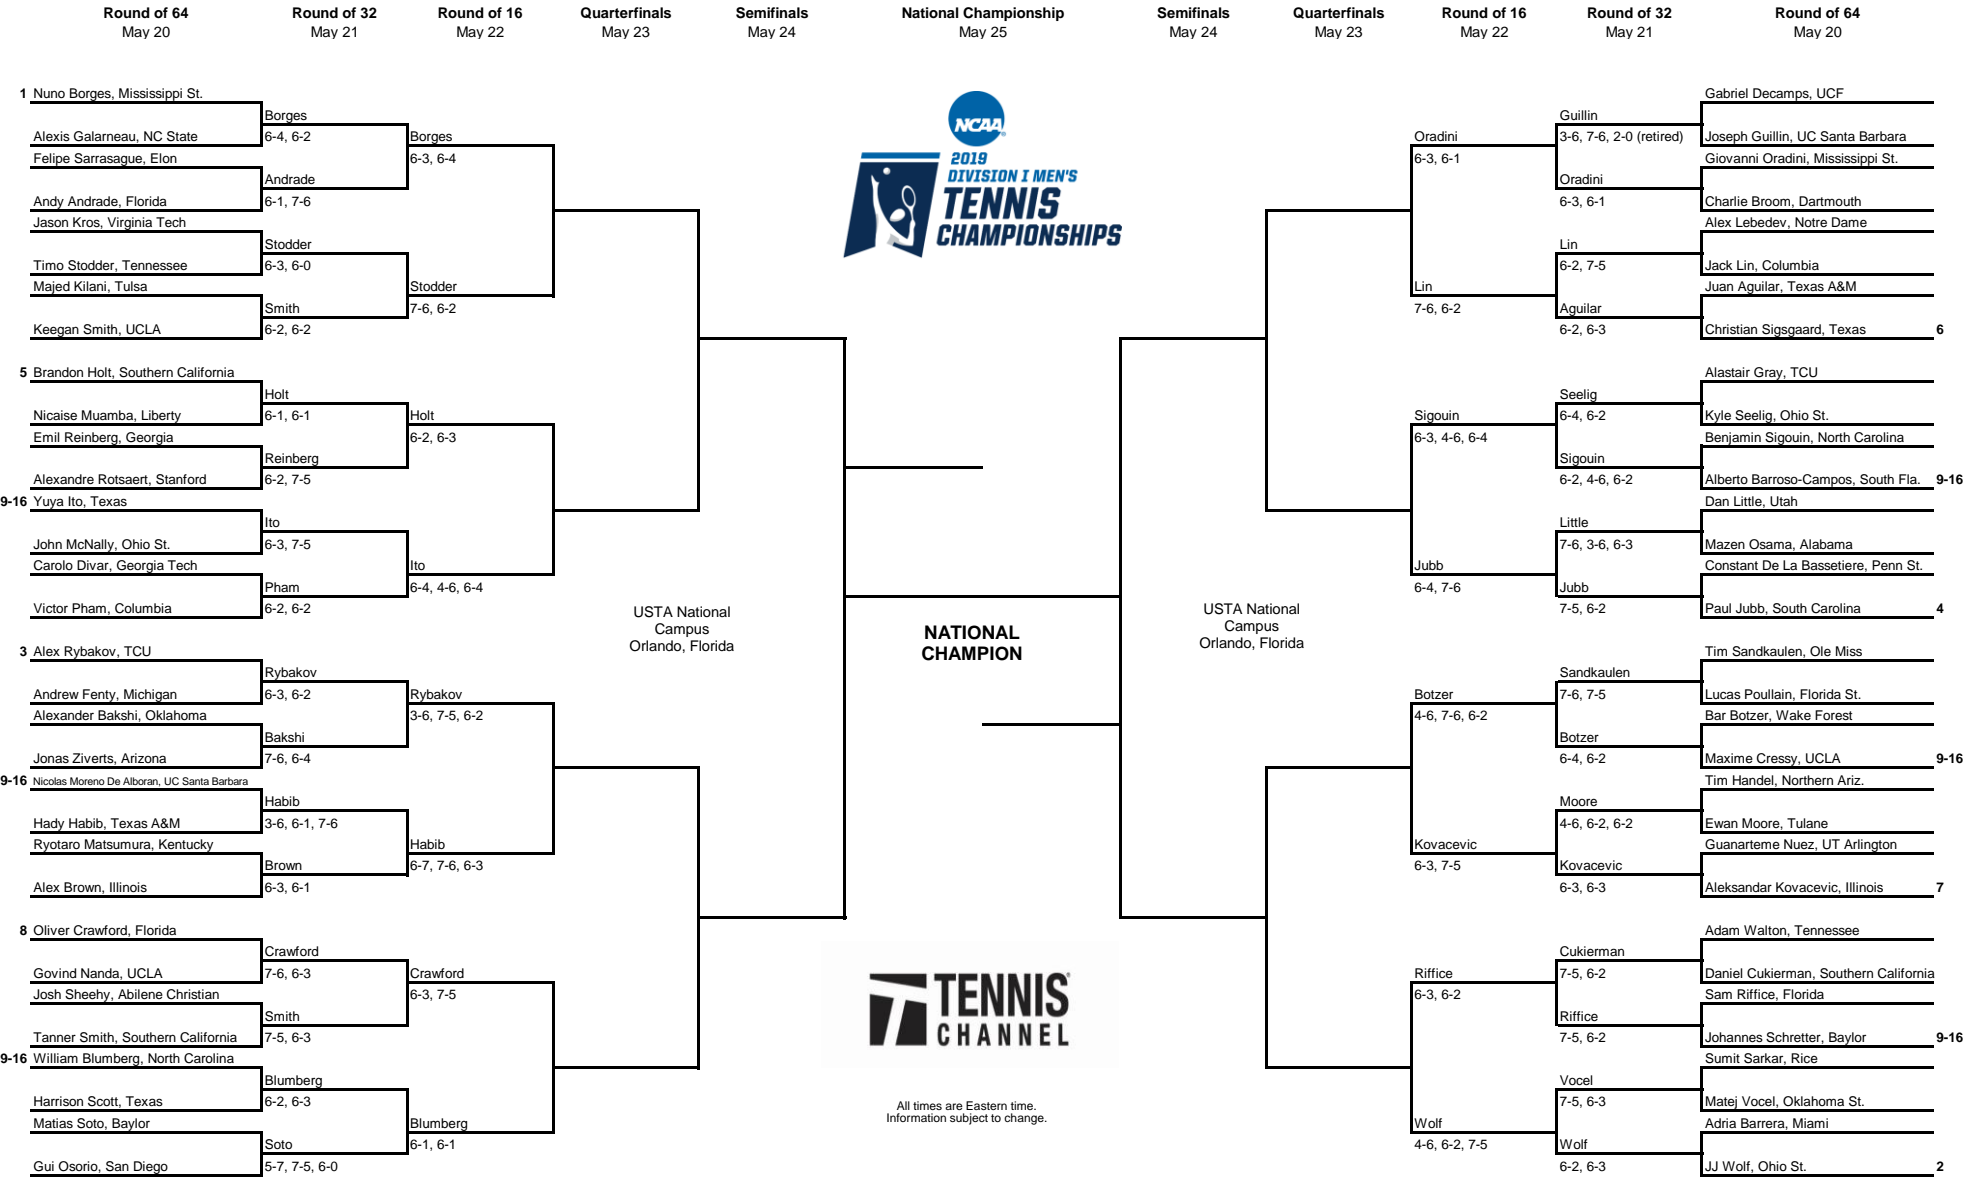 Round of 64 Round of 32 Round of 16 Quarterfinals Semifinals National Championship Semifinals Quarterfinals Round of 16 Round of 32 Round of 64
May 20 May 21 May 22 May 23 May 24 May 25 May 24 May 23 May 22 May 21 May 20
1 Nuno Borges, Mississippi St.
Alexis Galarneau, NC State
Felipe Sarrasague, Elon
Andy Andrade, Florida
Jason Kros, Virginia Tech
Timo Stodder, Tennessee
Majed Kilani, Tulsa
Keegan Smith, UCLA
5 Brandon Holt, Southern California
Nicaise Muamba, Liberty
Emil Reinberg, Georgia
Alexandre Rotsaert, Stanford
9-16 Yuya Ito, Texas
John McNally, Ohio St.
Carolo Divar, Georgia Tech
Victor Pham, Columbia
3 Alex Rybakov, TCU
Andrew Fenty, Michigan
Alexander Bakshi, Oklahoma
Jonas Ziverts, Arizona
9-16 Nicolas Moreno De Alboran, UC Santa Barbara
Hady Habib, Texas A&M
Ryotaro Matsumura, Kentucky
Alex Brown, Illinois
8 Oliver Crawford, Florida
Govind Nanda, UCLA
Josh Sheehy, Abilene Christian
Tanner Smith, Southern California
9-16 William Blumberg, North Carolina
Harrison Scott, Texas
Matias Soto, Baylor
Gui Osorio, San Diego
Borges
6-4, 6-2
Andrade
6-1, 7-6
Stodder
6-3, 6-0
Smith
6-2, 6-2
Holt
6-1, 6-1
Reinberg
6-2, 7-5
Ito
6-3, 7-5
Pham
6-2, 6-2
Rybakov
6-3, 6-2
Bakshi
7-6, 6-4
Habib
3-6, 6-1, 7-6
Brown
6-3, 6-1
Crawford
7-6, 6-3
Smith
7-5, 6-3
Blumberg
6-2, 6-3
Soto
5-7, 7-5, 6-0
Borges
6-3, 6-4
Stodder
7-6, 6-2
Holt
6-2, 6-3
Ito
6-4, 4-6, 6-4
Rybakov
3-6, 7-5, 6-2
Habib
6-7, 7-6, 6-3
Crawford
6-3, 7-5
Blumberg
6-1, 6-1
USTA National
Campus
Orlando, Florida
NCAA
2019
DIVISION I MEN'S
TENNIS
CHAMPIONSHIPS
NATIONAL
CHAMPION
TENNIS
CHANNEL
All times are Eastern time.
Information subject to change.
USTA National
Campus
Orlando, Florida
Oradini
6-3, 6-1
Lin
7-6, 6-2
Sigouin
6-3, 4-6, 6-4
Jubb
6-4, 7-6
Botzer
4-6, 7-6, 6-2
Kovacevic
6-3, 7-5
Riffice
6-3, 6-2
Wolf
4-6, 6-2, 7-5
Guillin
3-6, 7-6, 2-0 (retired)
Oradini
6-3, 6-1
Lin
6-2, 7-5
Aguilar
6-2, 6-3
Seelig
6-4, 6-2
Sigouin
6-2, 4-6, 6-2
Little
7-6, 3-6, 6-3
Jubb
7-5, 6-2
Sandkaulen
7-6, 7-5
Botzer
6-4, 6-2
Moore
4-6, 6-2, 6-2
Kovacevic
6-3, 6-3
Cukierman
7-5, 6-2
Riffice
7-5, 6-2
Vocel
7-5, 6-3
Wolf
6-2, 6-3
Gabriel Decamps, UCF
Joseph Guillin, UC Santa Barbara
Giovanni Oradini, Mississippi St.
Charlie Broom, Dartmouth
Alex Lebedev, Notre Dame
Jack Lin, Columbia
Juan Aguilar, Texas A&M
Christian Sigsgaard, Texas 6
Alastair Gray, TCU
Kyle Seelig, Ohio St.
Benjamin Sigouin, North Carolina
Alberto Barroso-Campos, South Fla. 9-16
Dan Little, Utah
Mazen Osama, Alabama
Constant De La Bassetiere, Penn St.
Paul Jubb, South Carolina 4
Tim Sandkaulen, Ole Miss
Lucas Poullain, Florida St.
Bar Botzer, Wake Forest
Maxime Cressy, UCLA 9-16
Tim Handel, Northern Ariz.
Ewan Moore, Tulane
Guanarteme Nuez, UT Arlington
Aleksandar Kovacevic, Illinois 7
Adam Walton, Tennessee
Daniel Cukierman, Southern California
Sam Riffice, Florida
Johannes Schretter, Baylor 9-16
Sumit Sarkar, Rice
Matej Vocel, Oklahoma St.
Adria Barrera, Miami
JJ Wolf, Ohio St. 2